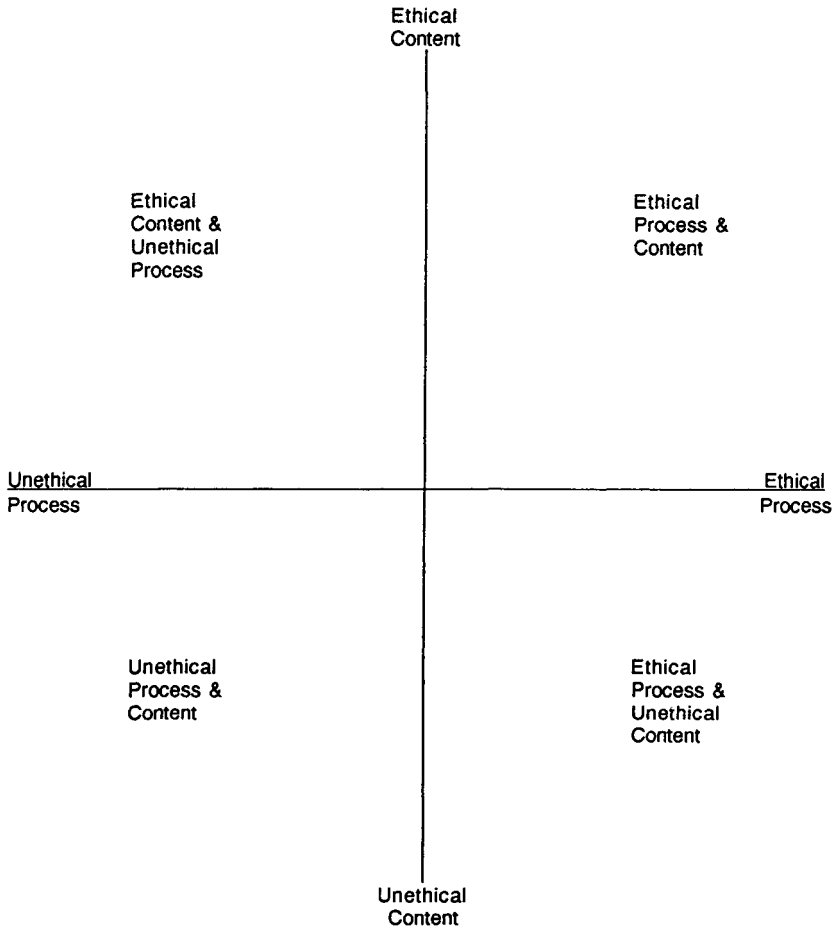 Ethical
Content
Ethical
Content &
Unethical
Process
Ethical
Process &
Content
Unethical
Process
Ethical
Process
Unethical
Process &
Content
Ethical
Process &
Unethical
Content
Unethical
Content